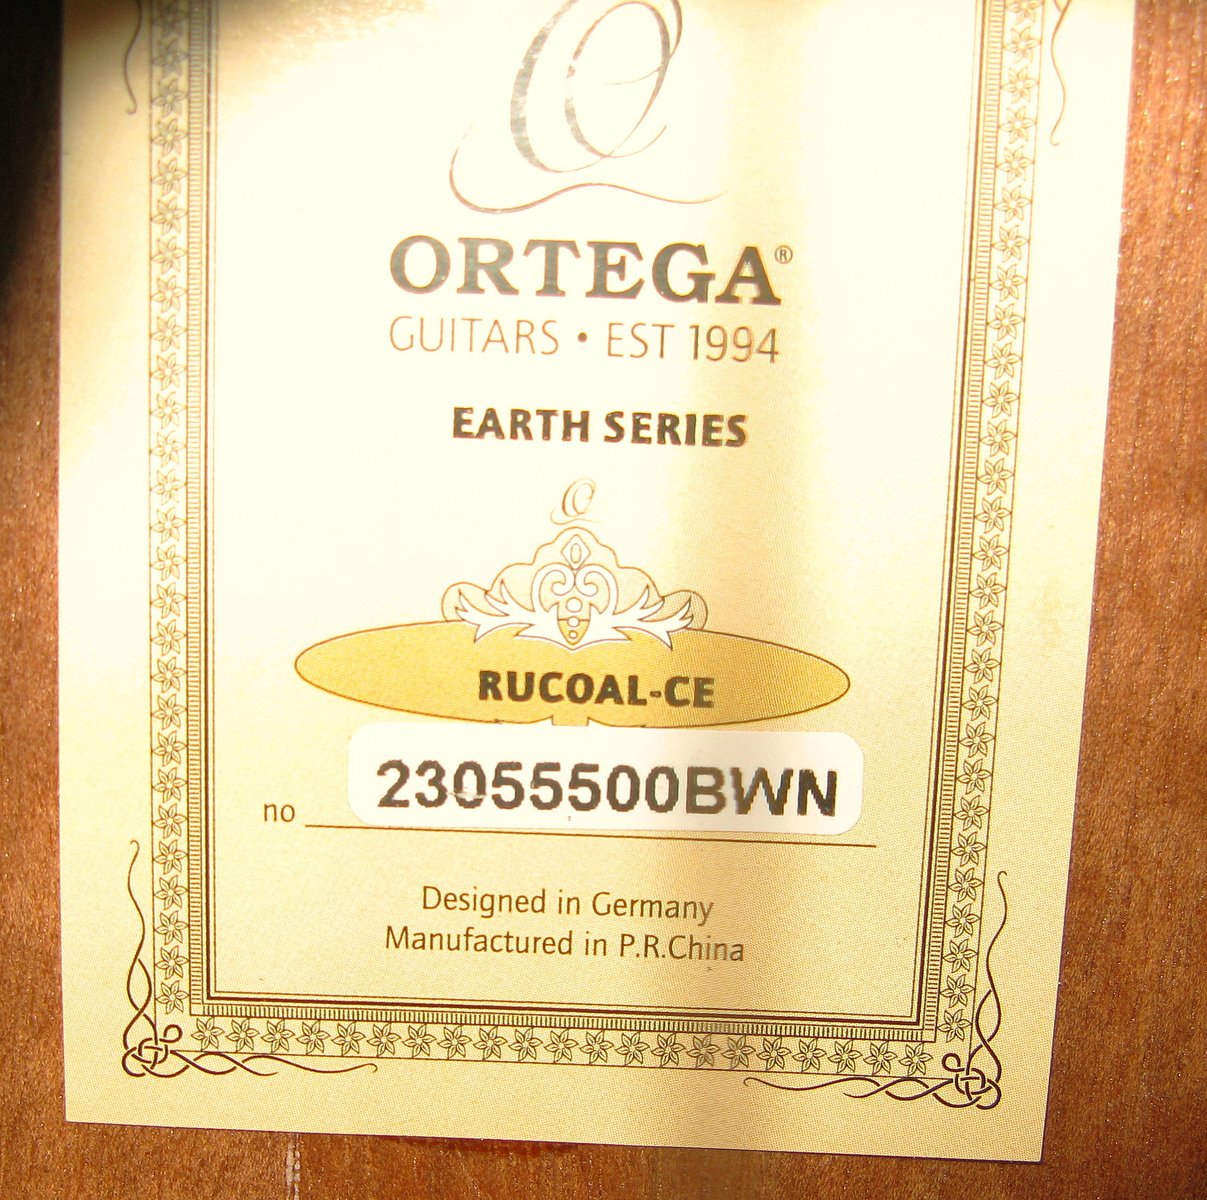 ORTEGA®
GUITARS • EST 1994
EARTH SERIES
RUCOAL-CE
23055500BWN
no
Designed in Germany
Manufactured in P.R.China